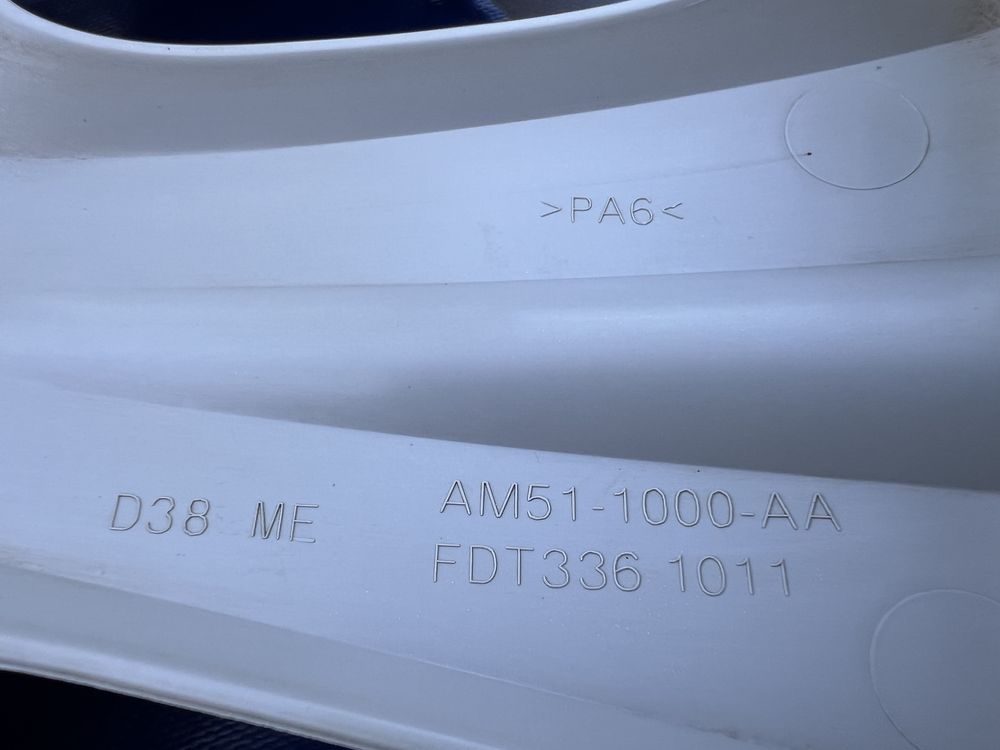 >PA6<
D38 ME
AM51-1000-AA
FDT336 1011